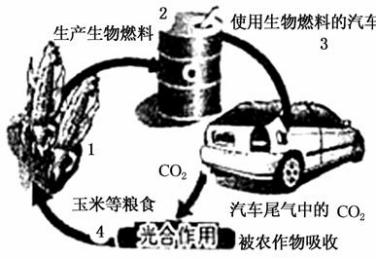 2
生产生物燃料
使用生物燃料的汽车
3
1
CO₂
玉米等粮食
汽车尾气中的 CO₂
4
光合作用
被农作物吸收